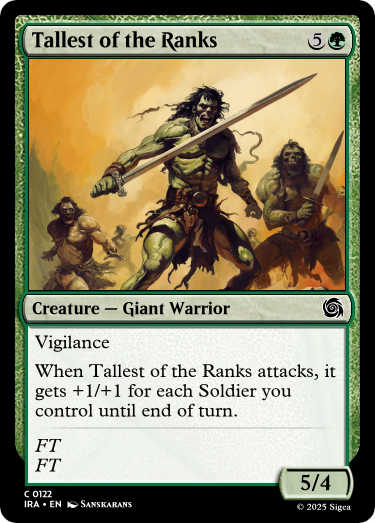 Tallest of the Ranks 5
Creature — Giant Warrior
Vigilance
When Tallest of the Ranks attacks, it
gets +1/+1 for each Soldier you
control until end of turn.
FT
FT
5/4
C 0122
IRA • EN Sanskarans
© 2025 Sigea